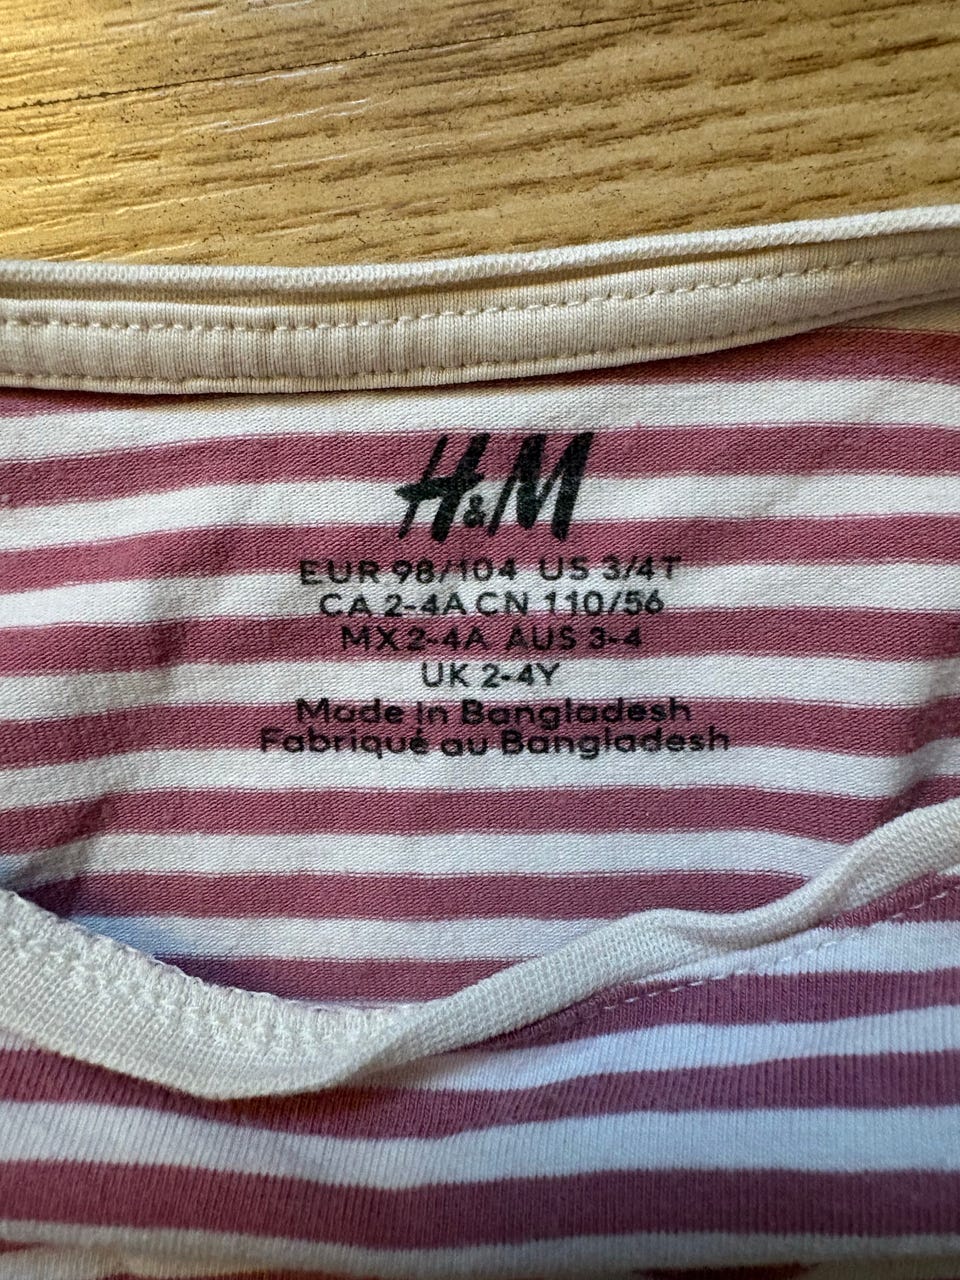 H&M
EUR 98/104 US 3/4T
CA 2-4A CN 110/56
MX 2-4A AUS 3-4
UK 2-4Y
Made in Bangladesh
Fabriqué au Bangladesh